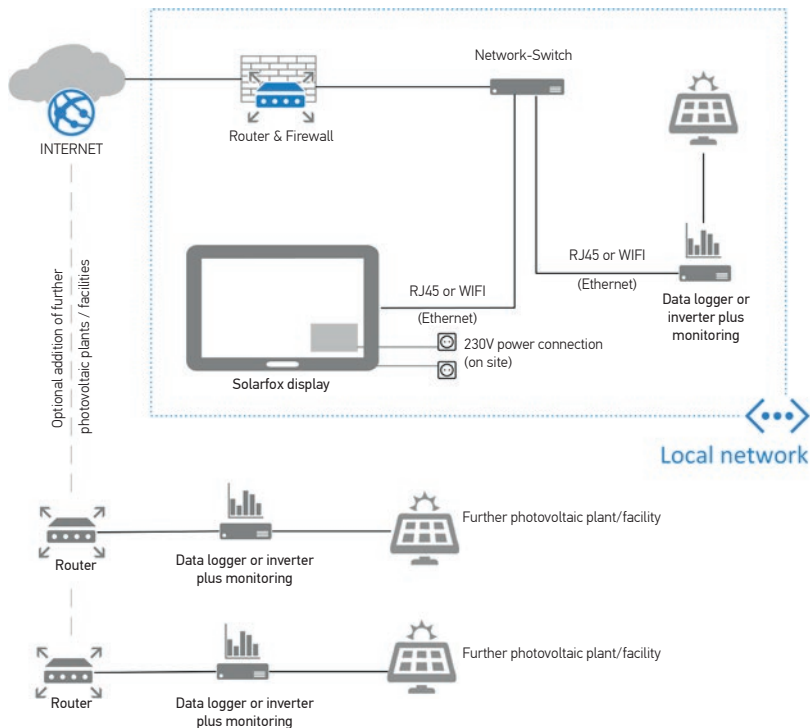 Network-Switch
INTERNET
Router & Firewall
RJ45 or WIFI
(Ethernet)
Data logger or
inverter plus
monitoring
RJ45 or WIFI
(Ethernet)
230V power connection
(on site)
Solarfox display
Optional addition of further
photovoltaic plants / facilities
Local network
Further photovoltaic plant/facility
Router
Data logger or inverter
plus monitoring
Further photovoltaic plant/facility
Router
Data logger or inverter
plus monitoring